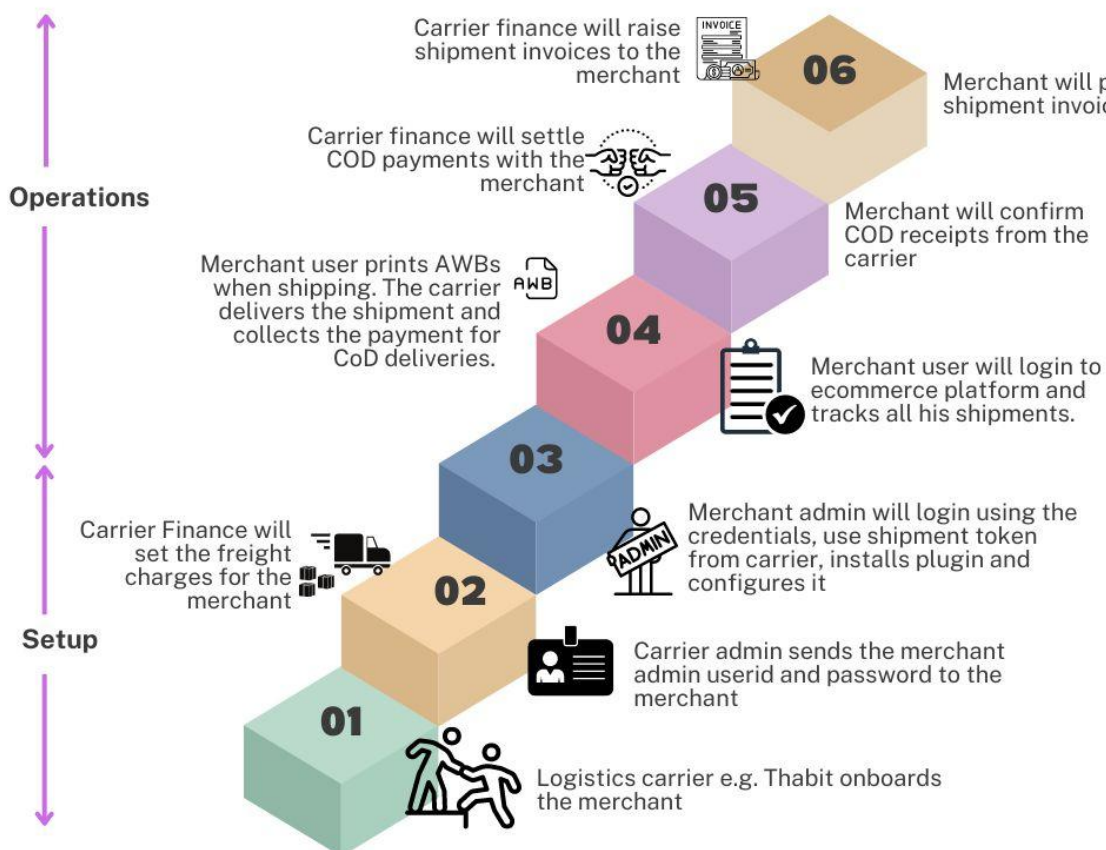 Carrier finance will raise
shipment invoices to the
merchant
INVOICE
06
Merchant will
shipment
Carrier finance will settle
COD payments with the
merchant
05
Operations
Merchant will confirm
COD receipts from the
carrier
Merchant user prints AWBs
when shipping. The carrier
delivers the shipment and
collects the payment for
CoD deliveries.
AWB
04
Merchant user will login to
ecommerce platform and
tracks all his shipments.
03
Carrier Finance will
set the freight
charges for the
merchant
Merchant admin will login using the
credentials, use shipment token
from carrier, installs plugin and
configures it
ADMIN
02
Setup
Carrier admin sends the merchant
admin userid and password to the
merchant
01
Logistics carrier e.g. Thabit onboards
the merchant